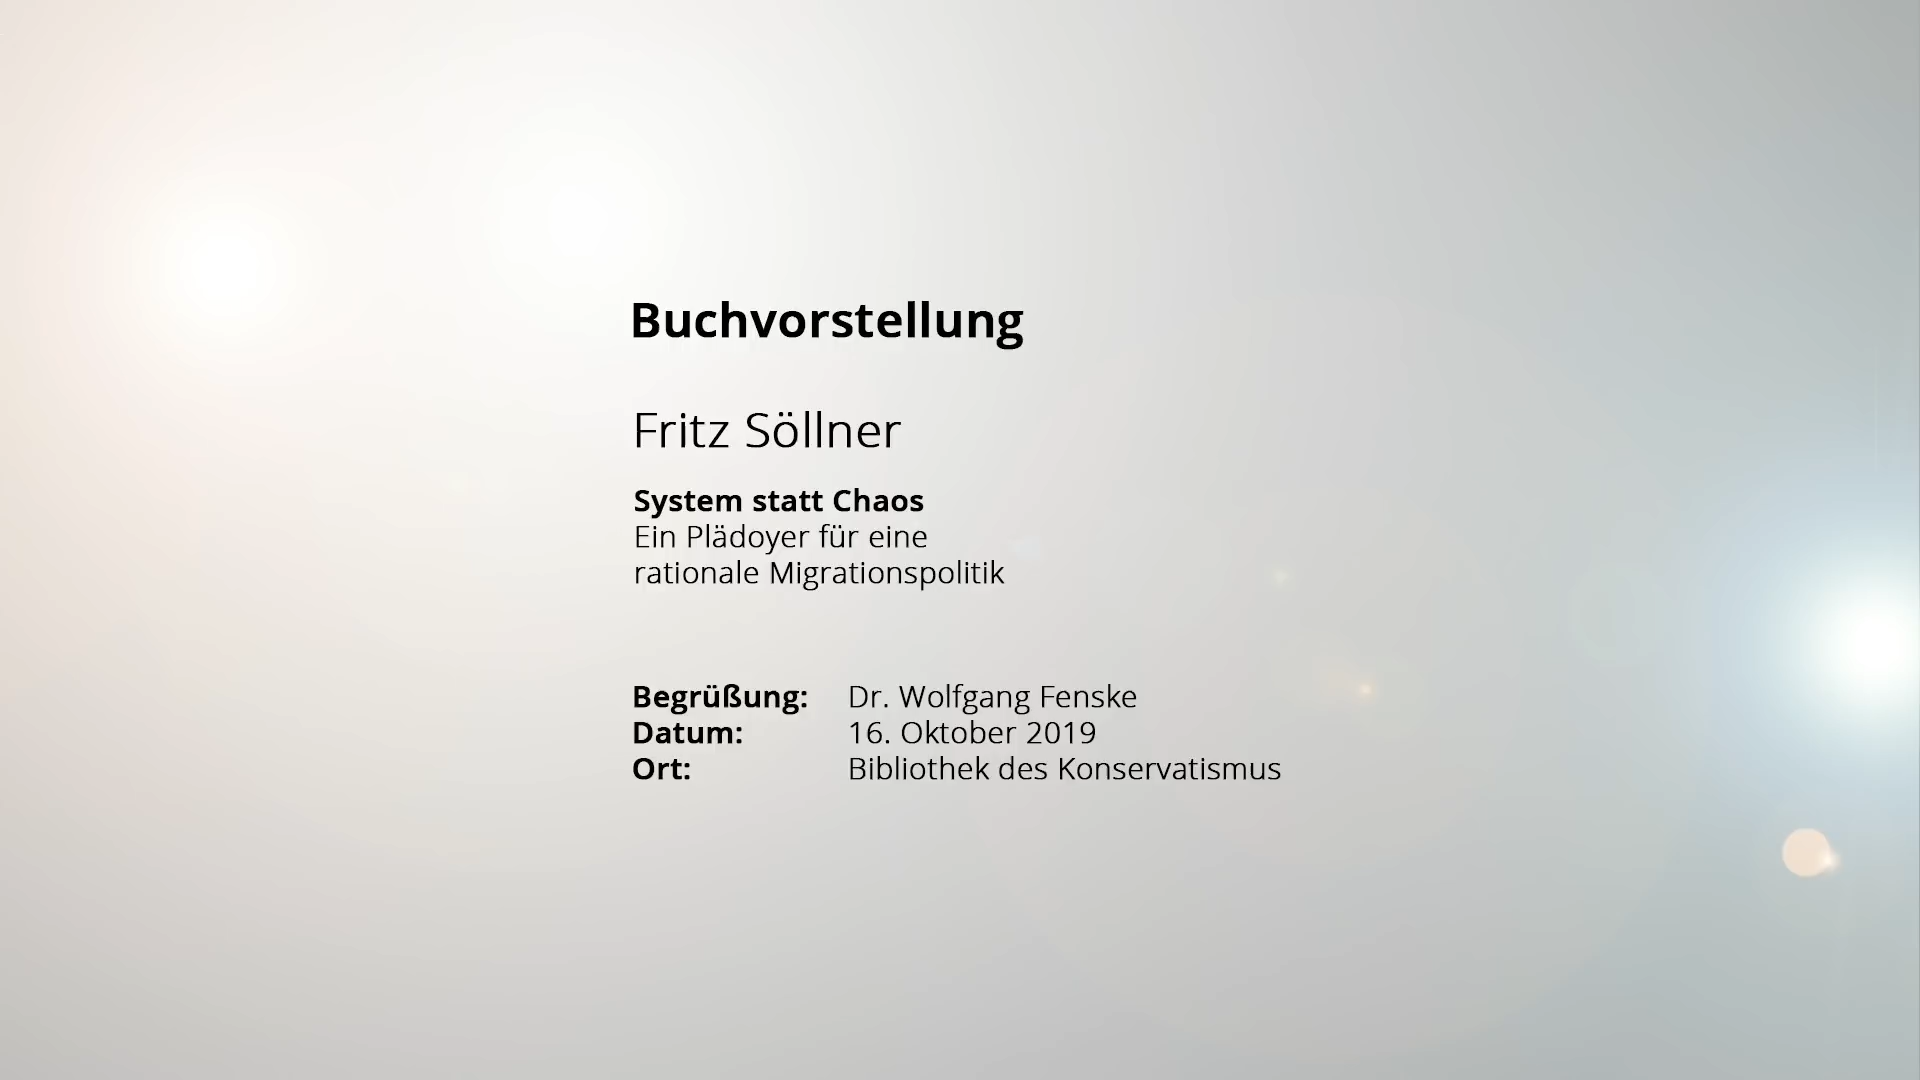 Buchvorstellung
Fritz Söllner
System statt Chaos
Ein Plädoyer für eine
rationale Migrationspolitik
Begrüßung: Dr. Wolfgang Fenske
Datum: 16. Oktober 2019
Ort: Bibliothek des Konservatismus